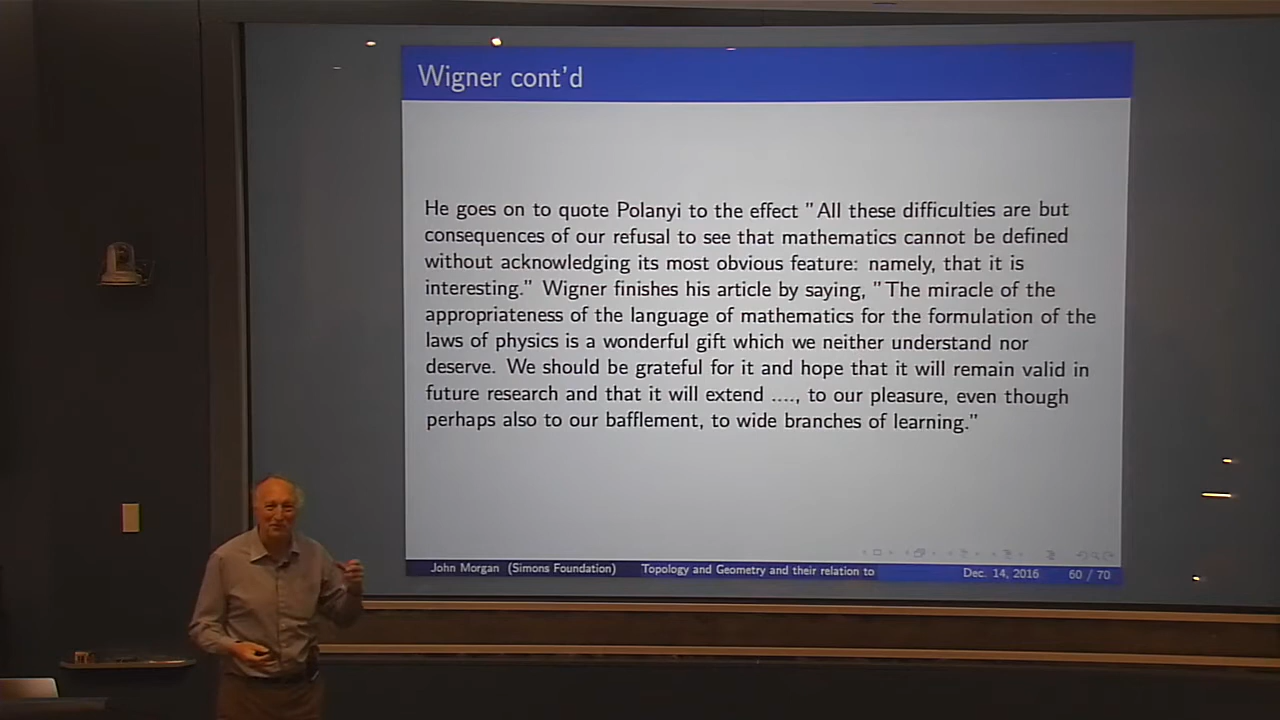 Wigner cont'd
He goes on to quote Polanyi to the effect "All these difficulties are but
consequences of our refusal to see that mathematics cannot be defined
without acknowledging its most obvious feature: namely, that it is
interesting." Wigner finishes his article by saying, "The miracle of the
appropriateness of the language of mathematics for the formulation of the
laws of physics is a wonderful gift which we neither understand nor
deserve. We should be grateful for it and hope that it will remain valid in
future research and that it will extend ...., to our pleasure, even though
perhaps also to our bafflement, to wide branches of learning."
John Morgan (Simons Foundation) Topology and Geometry and their relation to Dec. 14, 2016 60 / 70